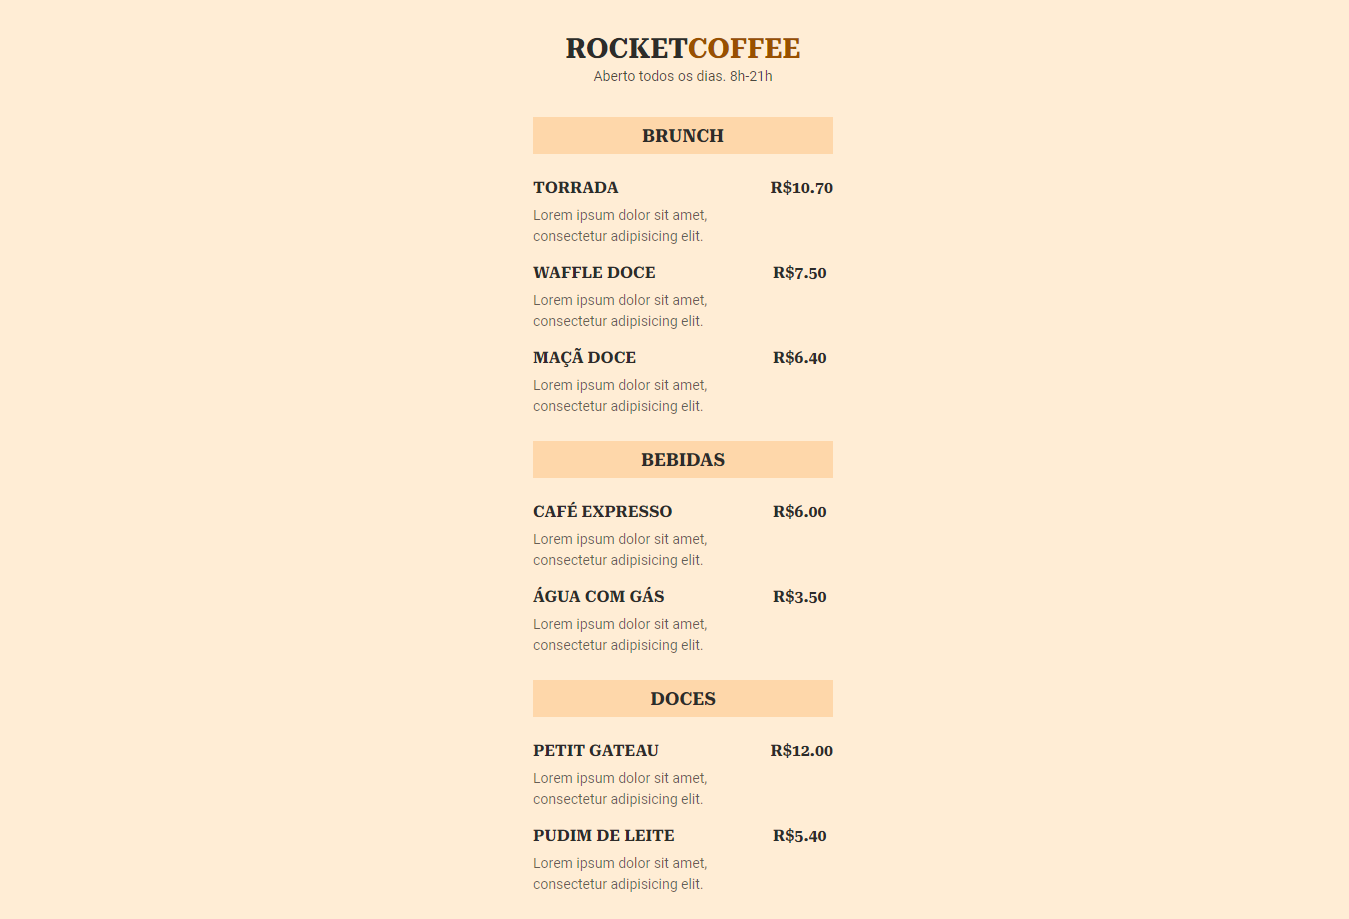 ROCKETCOFFEE
Aberto todos os dias. 8h-21h
BRUNCH
TORRADA R$10.70
Lorem ipsum dolor sit amet,
consectetur adipisicing elit.
WAFFLE DOCE R$7.50
Lorem ipsum dolor sit amet,
consectetur adipisicing elit.
MAÇÃ DOCE R$6.40
Lorem ipsum dolor sit amet,
consectetur adipisicing elit.
BEBIDAS
CAFÉ EXPRESSO R$6.00
Lorem ipsum dolor sit amet,
consectetur adipisicing elit.
ÁGUA COM GÁS R$3.50
Lorem ipsum dolor sit amet,
consectetur adipisicing elit.
DOCES
PETIT GATEAU R$12.00
Lorem ipsum dolor sit amet,
consectetur adipisicing elit.
PUDIM DE LEITE R$5.40
Lorem ipsum dolor sit amet,
consectetur adipisicing elit.